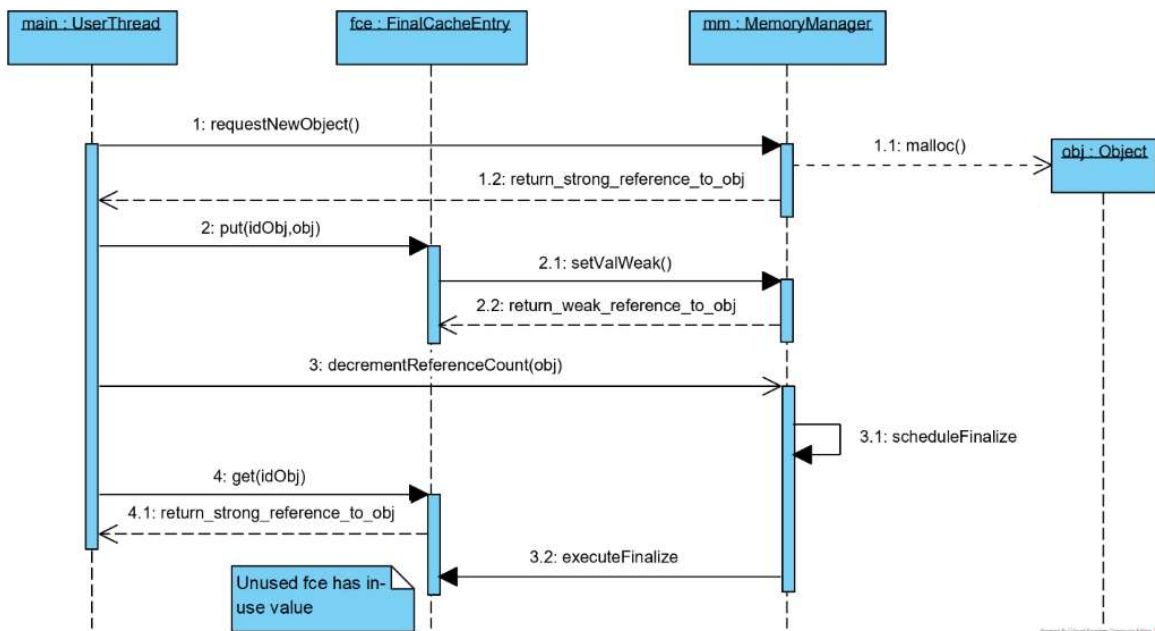 main : UserThread
fce : FinalCacheEntry
mm : MemoryManager
1: requestNewObject()
1.1: malloc()
obj : Object
1.2: return_strong_reference_to_obj
2: put(idObj,obj)
2.1: setValWeak()
2.2: return_weak_reference_to_obj
3: decrementReferenceCount(obj)
3.1: scheduleFinalize
4: get(idObj)
4.1: return_strong_reference_to_obj
3.2: executeFinalize
Unused fce has in-
use value